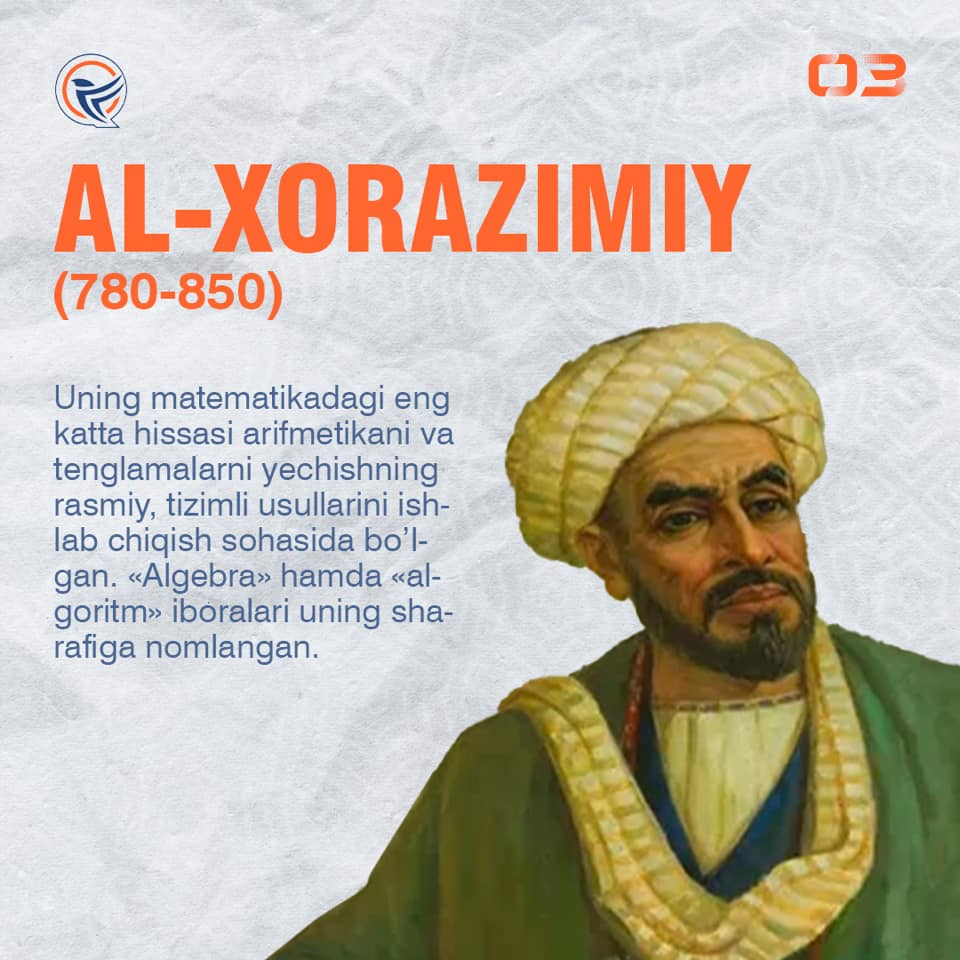 03
AL-XORAZIMIY
(780-850)
Uning matematikadagi eng
katta hissasi arifmetikani va
tenglamalarni yechishning
rasmiy, tizimli usullarini ish-
lab chiqish sohasida bo’l-
gan. «Algebra» hamda «al-
goritm» iboralari uning sha-
rafiga nomlangan.